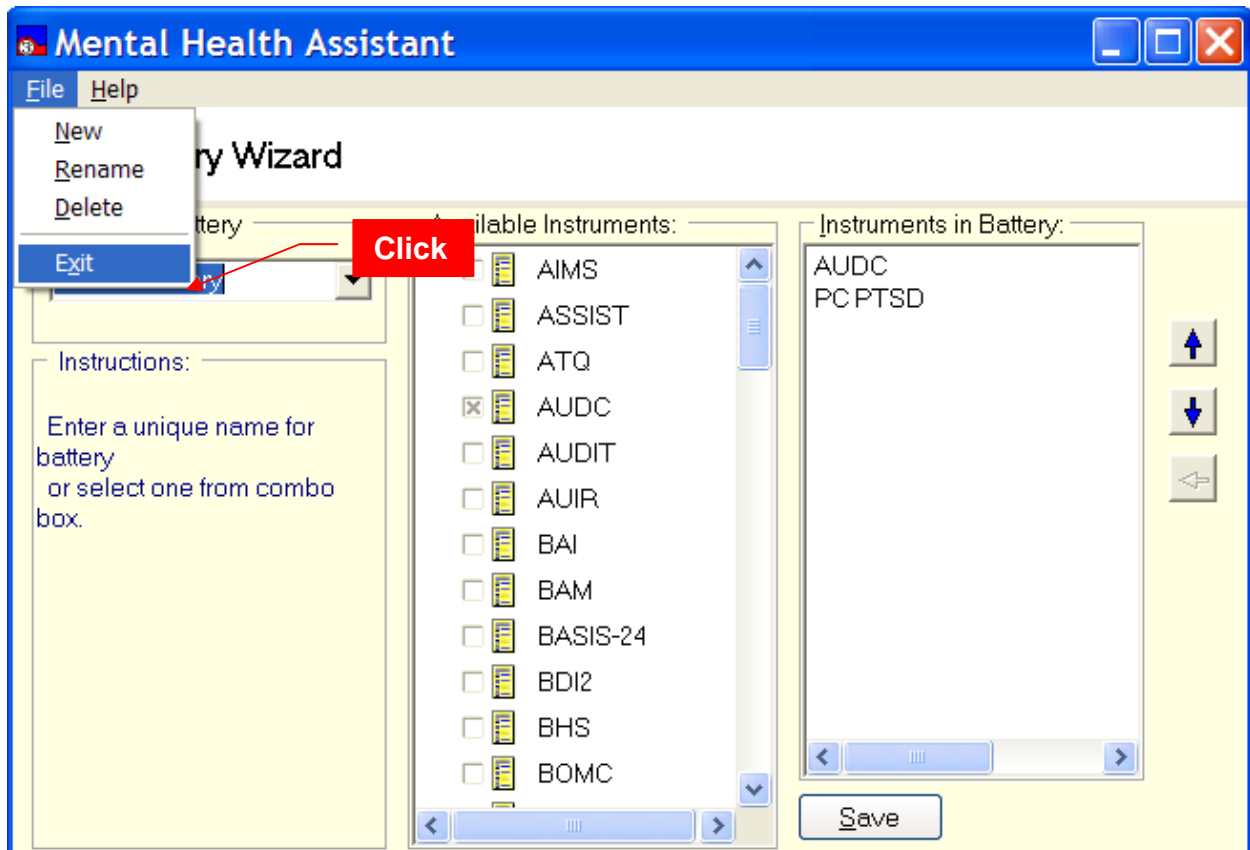 Mental Health Assistant
File Help
New
Rename
Delete
Exit
ry Wizard
ttery
ry
Click
Instructions:
Enter a unique name for
battery
or select one from combo
box.
Available Instruments:
AIMS
ASSIST
ATQ
AUDC
AUDIT
AUIR
BAI
BAM
BASIS-24
BDI2
BHS
BOMC
Instruments in Battery:
AUDC
PC PTSD
Save